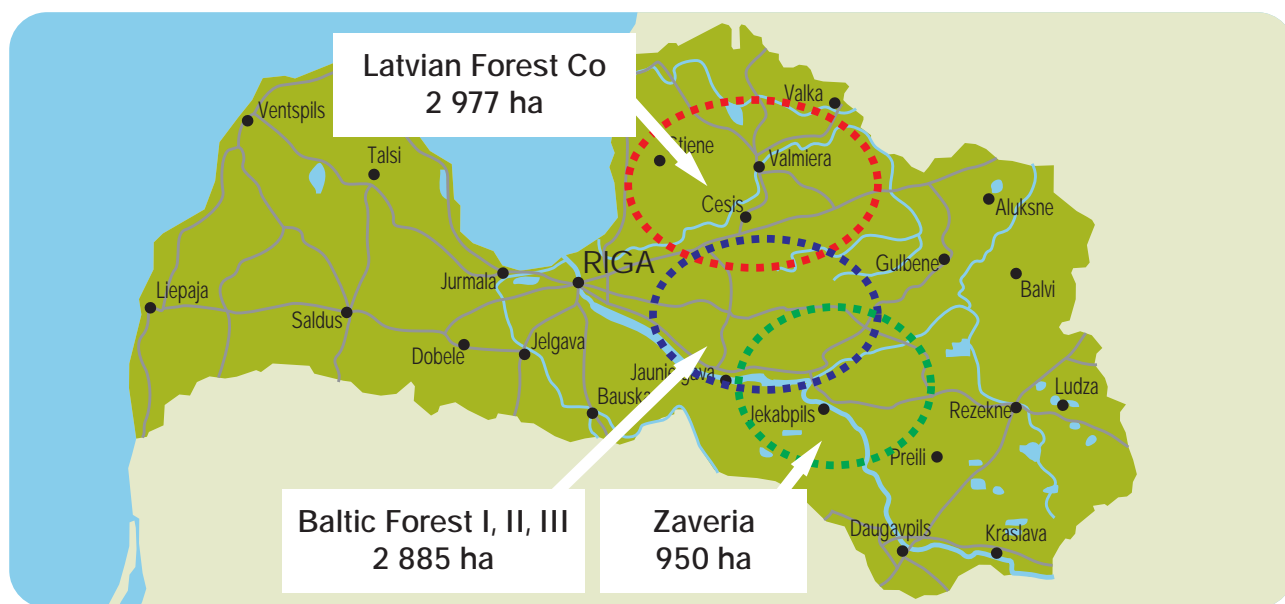 Latvian Forest Co
2 977 ha
Valka
Ventspils
Talsi
Valmiera
Cesis
Aluksne
RIGA
Gulbene
Jurmala
Balvi
Liepaja
Saldus
Dobele
Jelgava
Ludza
Rezekne
Jekabpils
Preili
Baltic Forest I, II, III
2 885 ha
Zaveria
950 ha
Daugavpils
Kraslava